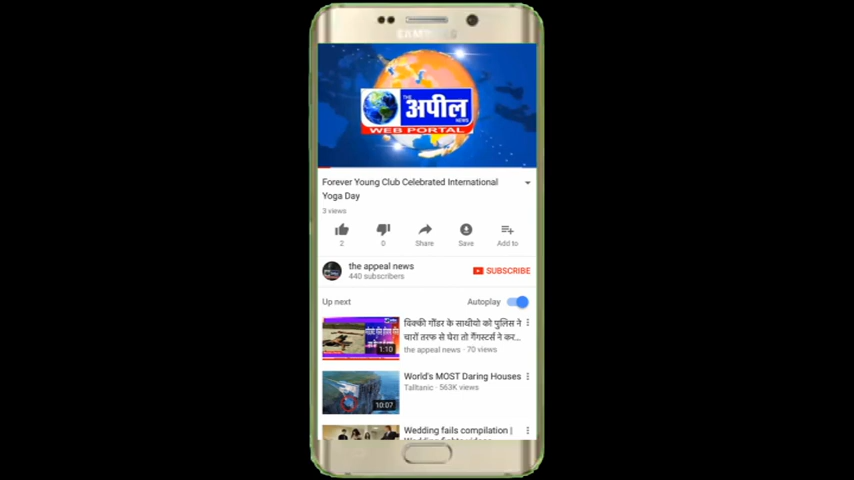 SAMSUNG
THE
अपील
NEWS
WEB PORTAL
Forever Young Club Celebrated International
Yoga Day
3 views
2
0
Share
Save
Add to
the appeal news
440 subscribers
SUBSCRIBE
Up next
Autoplay
विक्की गौंडर के साथीयो को पुलिस ने
चारों तरफ से घेरा तो गैंगस्टर्स ने कर...
the appeal news · 70 views
1:10
World's MOST Daring Houses
Talltanic · 563K views
10:07
Wedding fails compilation |